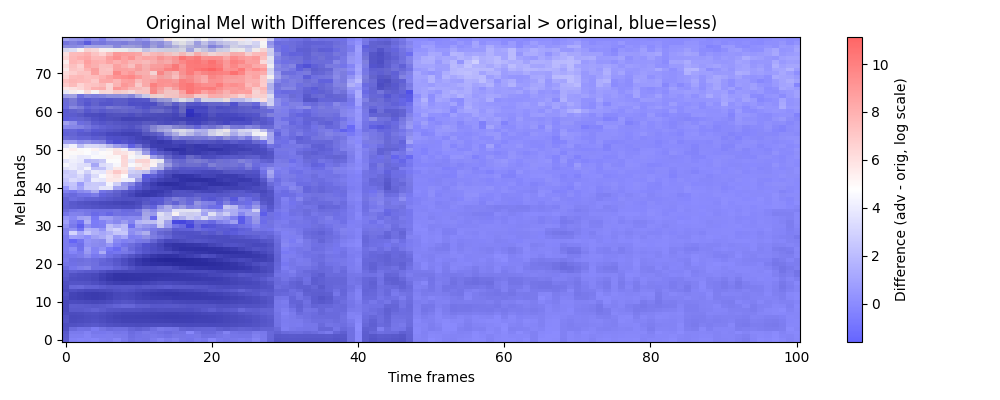 Original Mel with Differences (red=adversarial > original, blue=less)
Mel bands
70
60
50
40
30
20
10
0
0 20 40 60 80 100
Time frames
10
8
6
4
2
0
Difference (adv - orig, log scale)